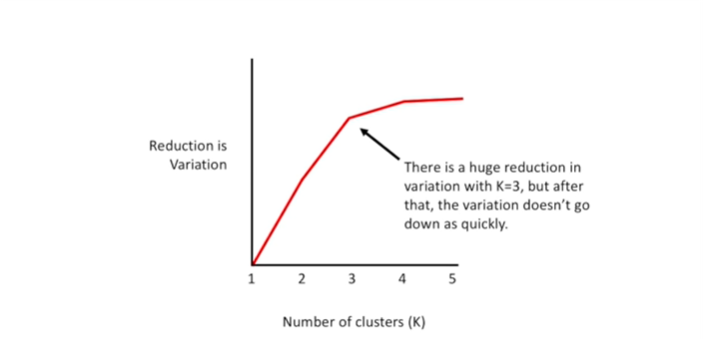 Reduction is
Variation
There is a huge reduction in
variation with K=3, but after
that, the variation doesn't go
down as quickly.
1 2 3 4 5
Number of clusters (K)